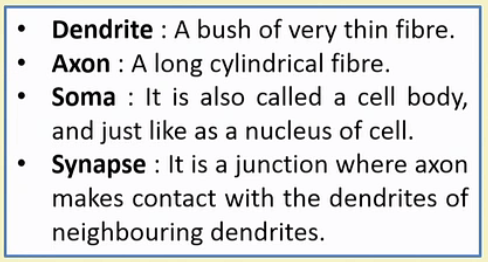 • Dendrite : A bush of very thin fibre.
• Axon : A long cylindrical fibre.
• Soma : It is also called a cell body,
and just like as a nucleus of cell.
• Synapse : It is a junction where axon
makes contact with the dendrites of
neighbouring dendrites.